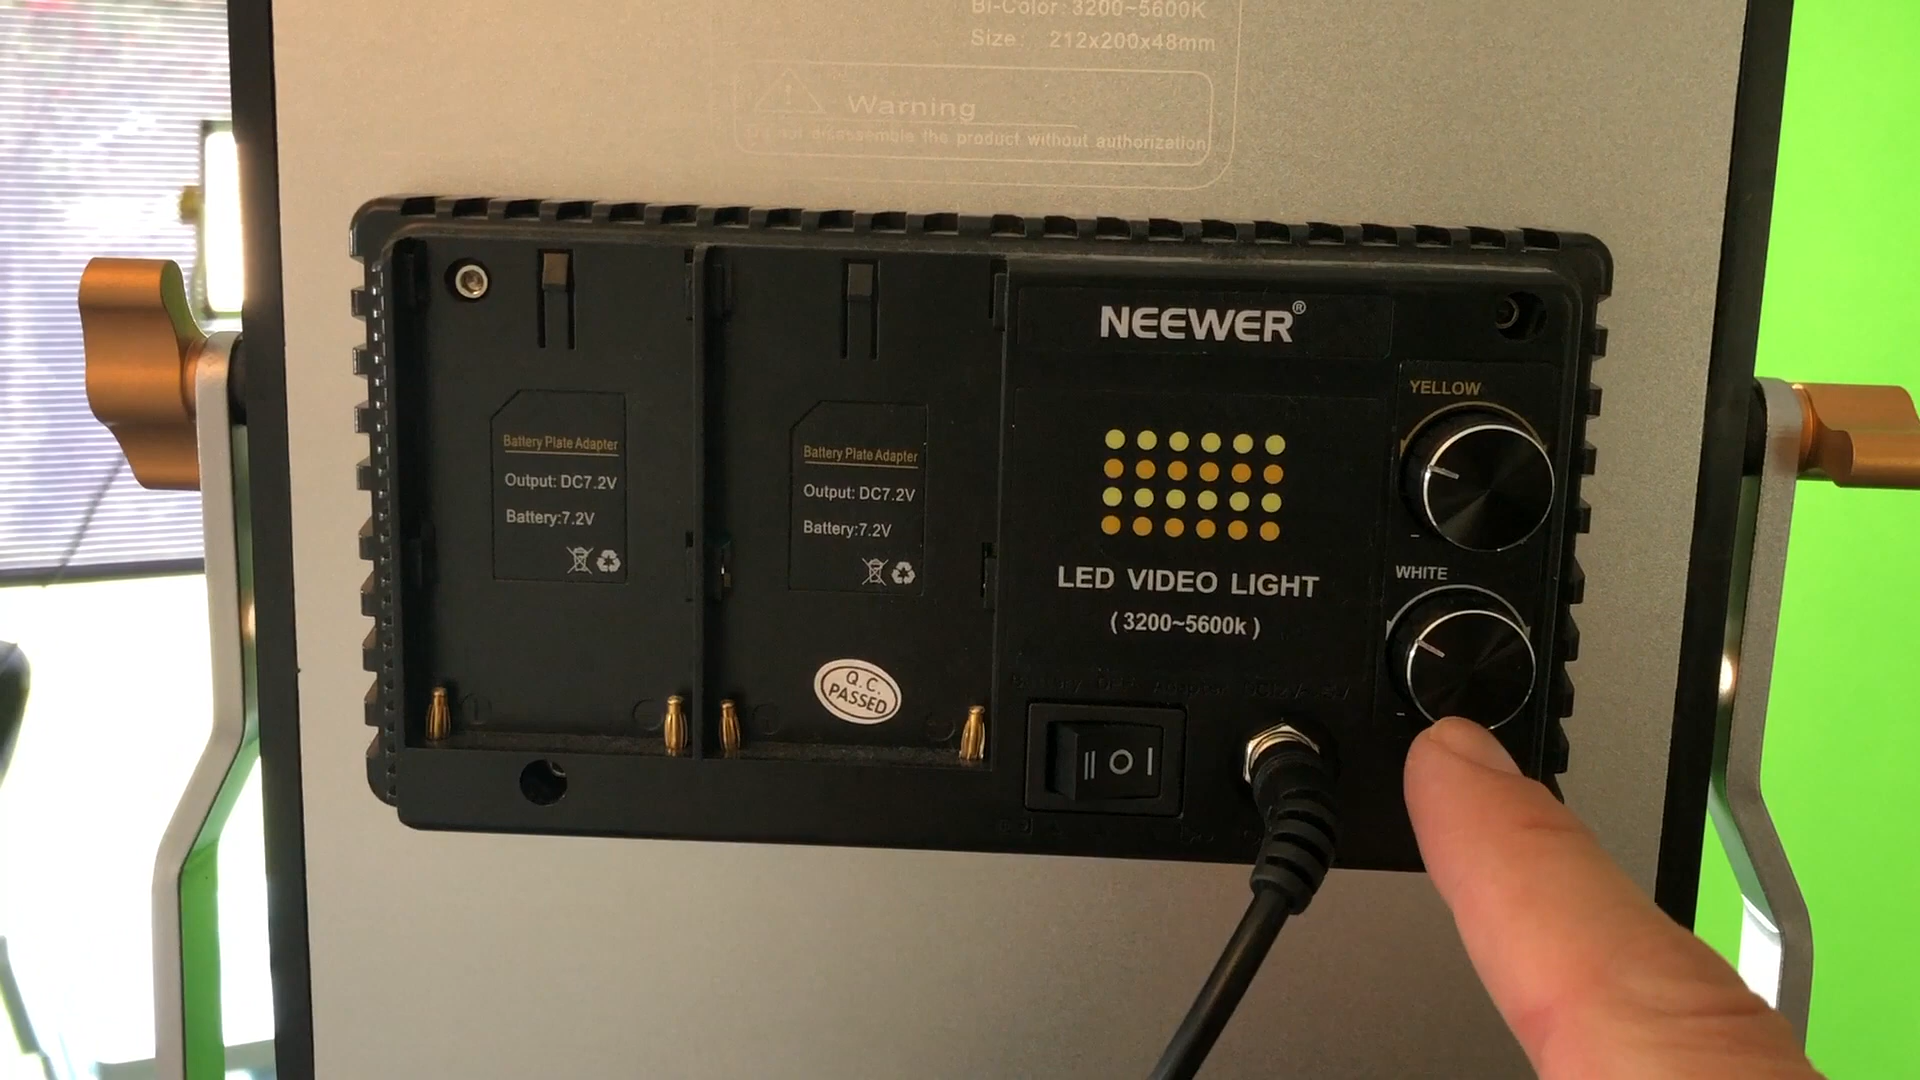 Bi-Color: 3200~5600K
Size: 212x200x48mm
Warning
Do not disassemble the product without authorization
NEEWER®
YELLOW
-
Battery Plate Adapter
Output: DC7.2V
Battery:7.2V
Battery Plate Adapter
Output: DC7.2V
Battery:7.2V
LED VIDEO LIGHT
( 3200~5600k )
WHITE
-
Q.C.
PASSED
II O I